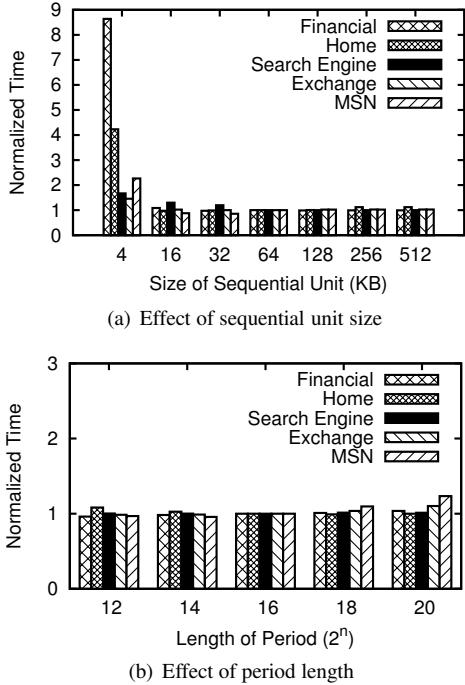 9
8
7
6
5
4
3
2
1
0
Normalized Time
Financial
Home
Search Engine
Exchange
MSN
4 16 32 64 128 256 512
Size of Sequential Unit (KB)
(a) Effect of sequential unit size
3
2
1
0
Normalized Time
Financial
Home
Search Engine
Exchange
MSN
12 14 16 18 20
Length of Period (2^n)
(b) Effect of period length